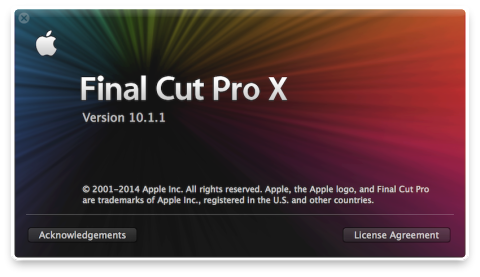 Final Cut Pro X
Version 10.1.1
© 2001-2014 Apple Inc. All rights reserved. Apple, the Apple logo, and Final Cut Pro
are trademarks of Apple Inc., registered in the U.S. and other countries.
Acknowledgements
License Agreement